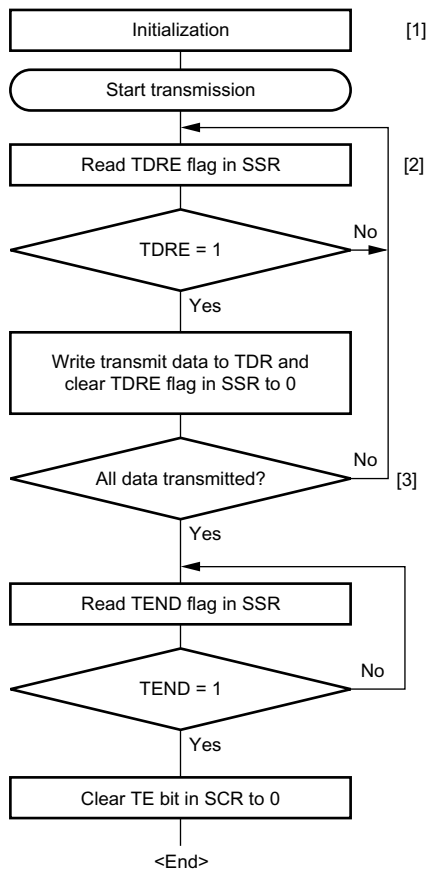 Initialization [1]
Start transmission
Read TDRE flag in SSR [2]
TDRE = 1
No
Yes
Write transmit data to TDR and
clear TDRE flag in SSR to 0
All data transmitted?
No
[3]
Yes
Read TEND flag in SSR
TEND = 1
No
Yes
Clear TE bit in SCR to 0
<End>